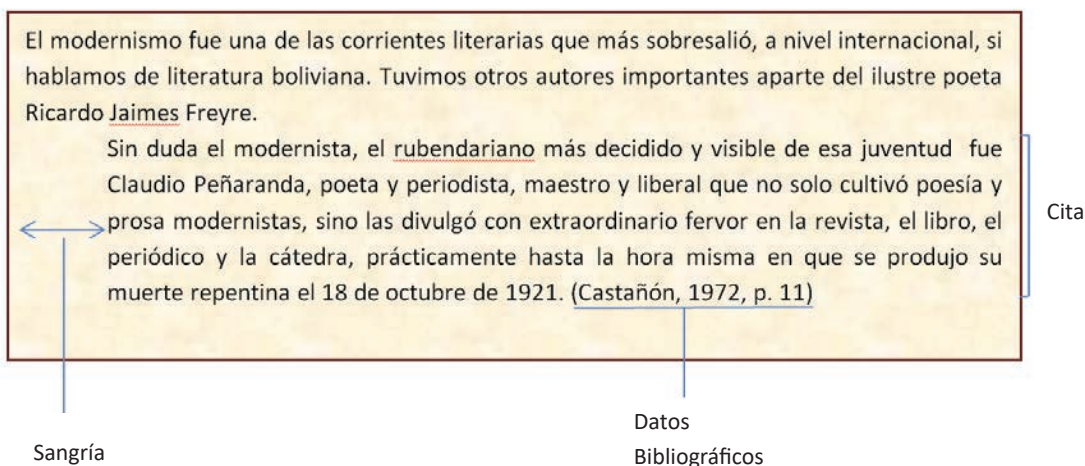 El modernismo fue una de las corrientes literarias que más sobresalió, a nivel internacional, si
hablamos de literatura boliviana. Tuvimos otros autores importantes aparte del ilustre poeta
Ricardo Jaimes Freyre.
Sin duda el modernista, el rubendariano más decidido y visible de esa juventud fue
Claudio Peñaranda, poeta y periodista, maestro y liberal que no solo cultivó poesía y
prosa modernistas, sino las divulgó con extraordinario fervor en la revista, el libro, el
periódico y la cátedra, prácticamente hasta la hora misma en que se produjo su
muerte repentina el 18 de octubre de 1921. (Castañón, 1972, p. 11)
Cita
Sangría
Datos
Bibliográficos